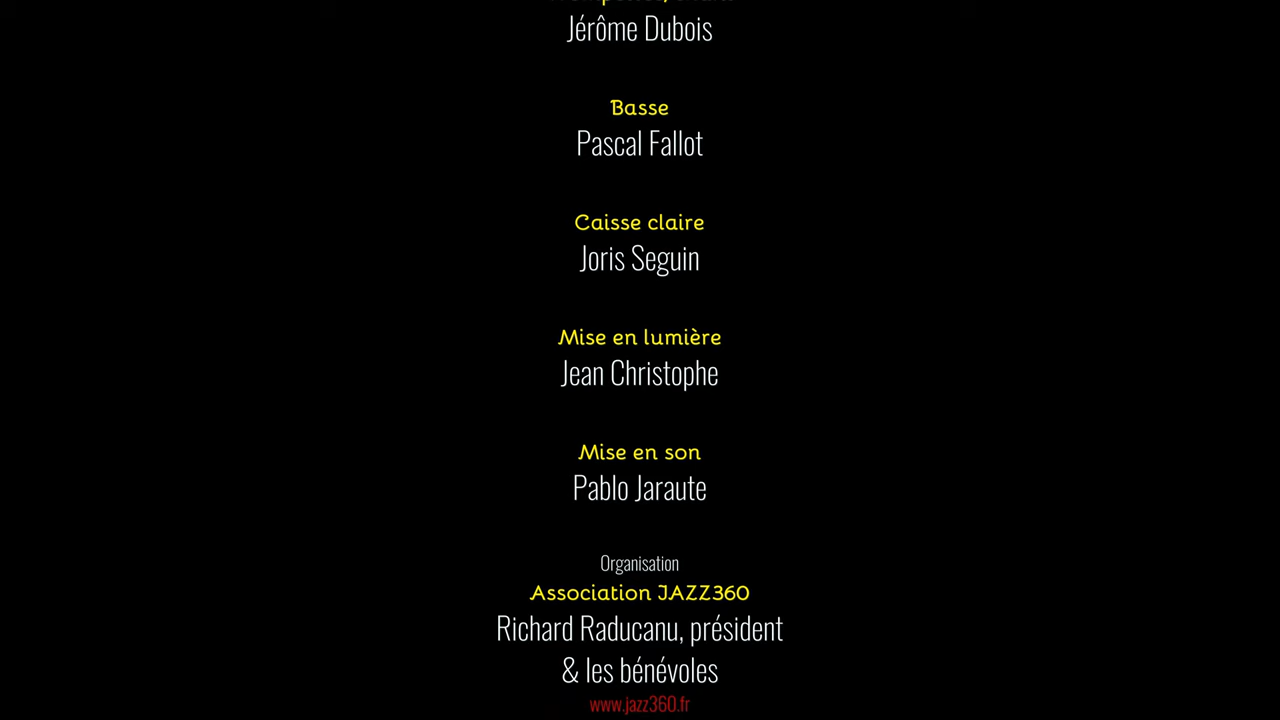 Jérôme Dubois
Basse
Pascal Fallot
Caisse claire
Joris Seguin
Mise en lumière
Jean Christophe
Mise en son
Pablo Jaraute
Organisation
Association JAZZ360
Richard Raducanu, président
& les bénévoles
www.jazz360.fr